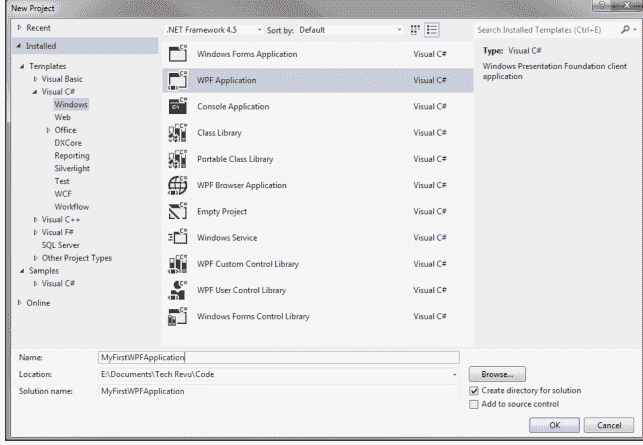 New Project
Recent
.NET Framework 4.5
Sort by: Default
Search Installed Templates (Ctrl+E)
Installed
Templates
Visual Basic
Visual C#
Windows
Web
Office
DXCore
Reporting
Silverlight
Test
WCF
Workflow
Visual C++
Visual F#
SQL Server
Other Project Types
Samples
Visual C#
Online
Windows Forms Application Visual C#
WPF Application Visual C#
Console Application Visual C#
Class Library Visual C#
Portable Class Library Visual C#
WPF Browser Application Visual C#
Empty Project Visual C#
Windows Service Visual C#
WPF Custom Control Library Visual C#
WPF User Control Library Visual C#
Windows Forms Control Library Visual C#
Type: Visual C#
Windows Presentation Foundation client
application
Name: MyFirstWPFApplication
Location: E:\Documents\Tech Revu\Code
Browse...
Solution name: MyFirstWPFApplication
Create directory for solution
Add to source control
OK Cancel